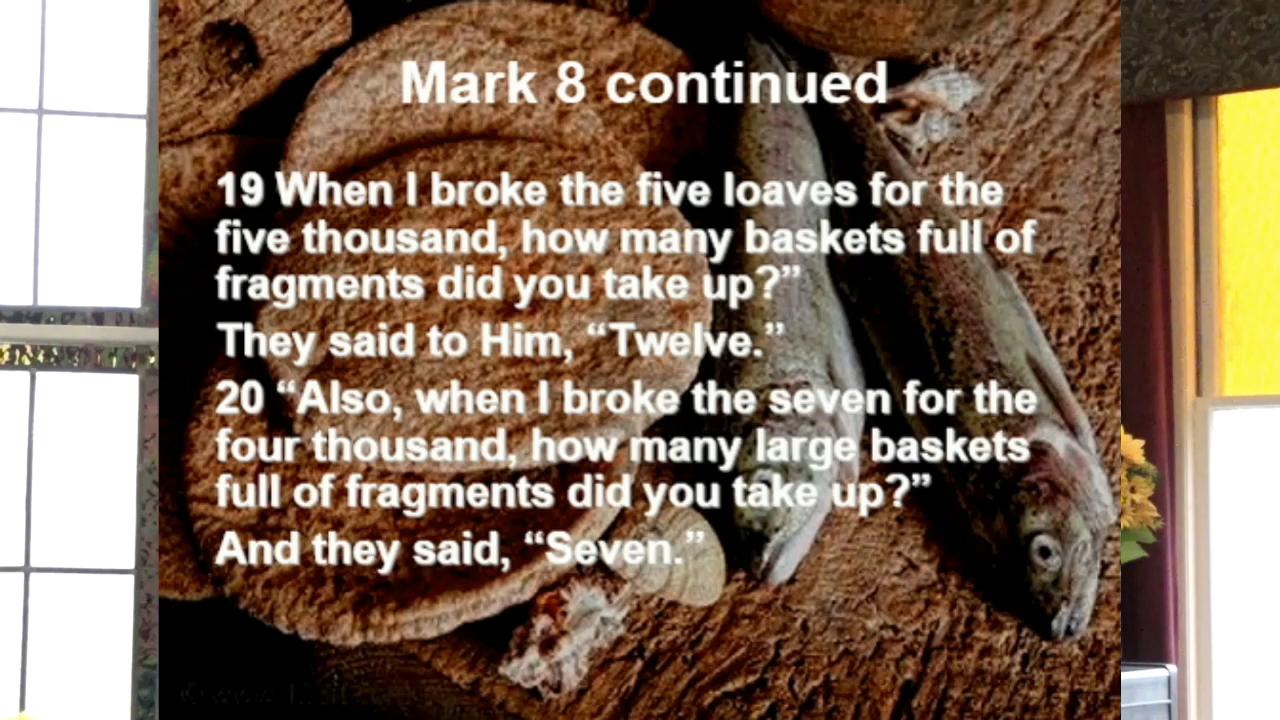 Mark 8 continued
19 When I broke the five loaves for the
five thousand, how many baskets full of
fragments did you take up?”
They said to Him, “Twelve.”
20 “Also, when I broke the seven for the
four thousand, how many large baskets
full of fragments did you take up?”
And they said, “Seven.”